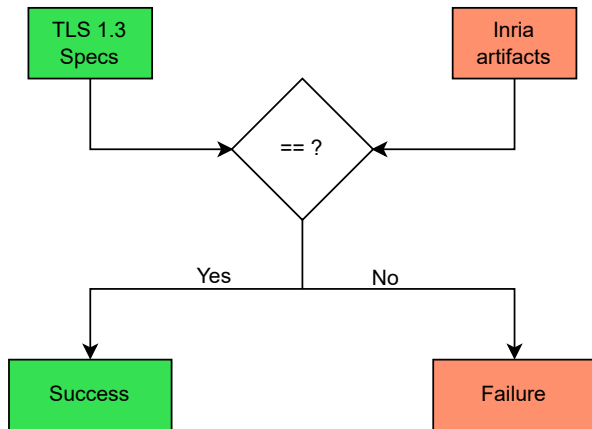 TLS 1.3
Specs
Inria
artifacts
== ?
Yes
No
Success
Failure